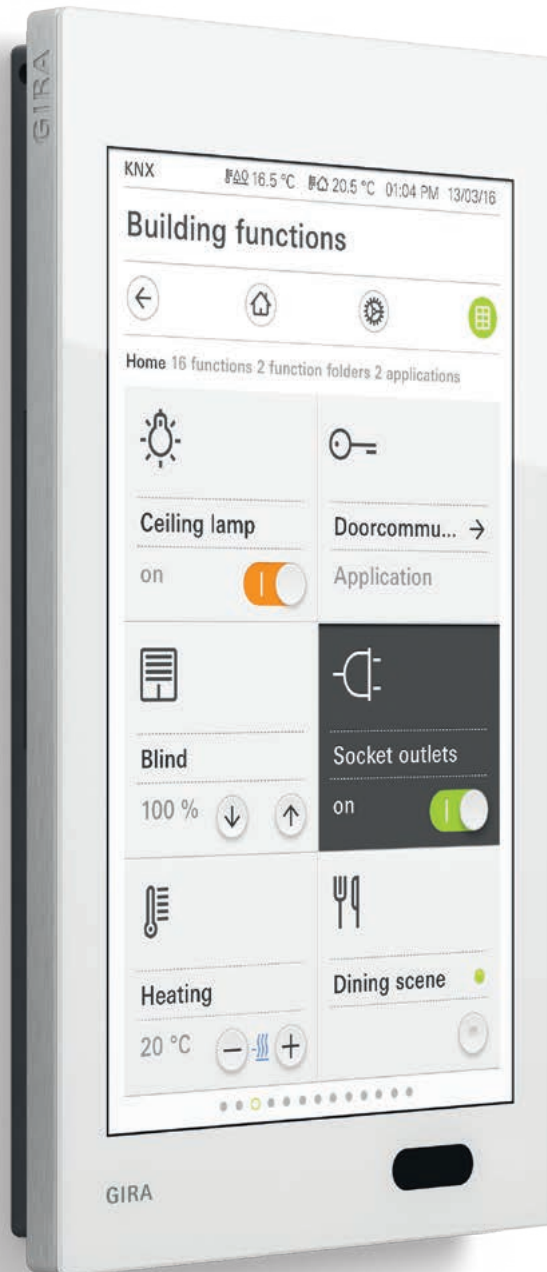 GIRA
KNX 16.5 °C 20.5 °C 01:04 PM 13/03/16
Building functions
Home 16 functions 2 function folders 2 applications
Ceiling lamp
on
Doorcommu...
Application
Blind
100 %
Socket outlets
on
Heating
20 °C
Dining scene
GIRA